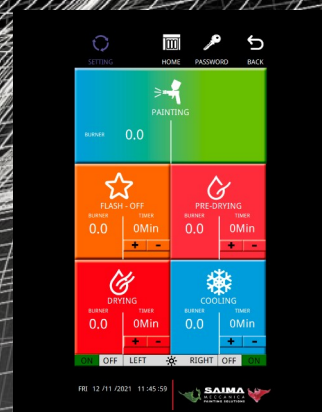 SETTING HOME PASSWORD BACK
PAINTING
BURNER 0.0
FLASH - OFF PRE-DRYING
BURNER TIMER BURNER TIMER
0.0 0Min 0.0 0Min
+ - + -
DRYING COOLING
BURNER TIMER BURNER TIMER
0.0 0Min 0.0 0Min
+ - + -
ON OFF LEFT RIGHT OFF ON
FRI 12 /11 /2021 11:45 :59
SAIMA
MECCANICA
PAINTING SOLUTIONS